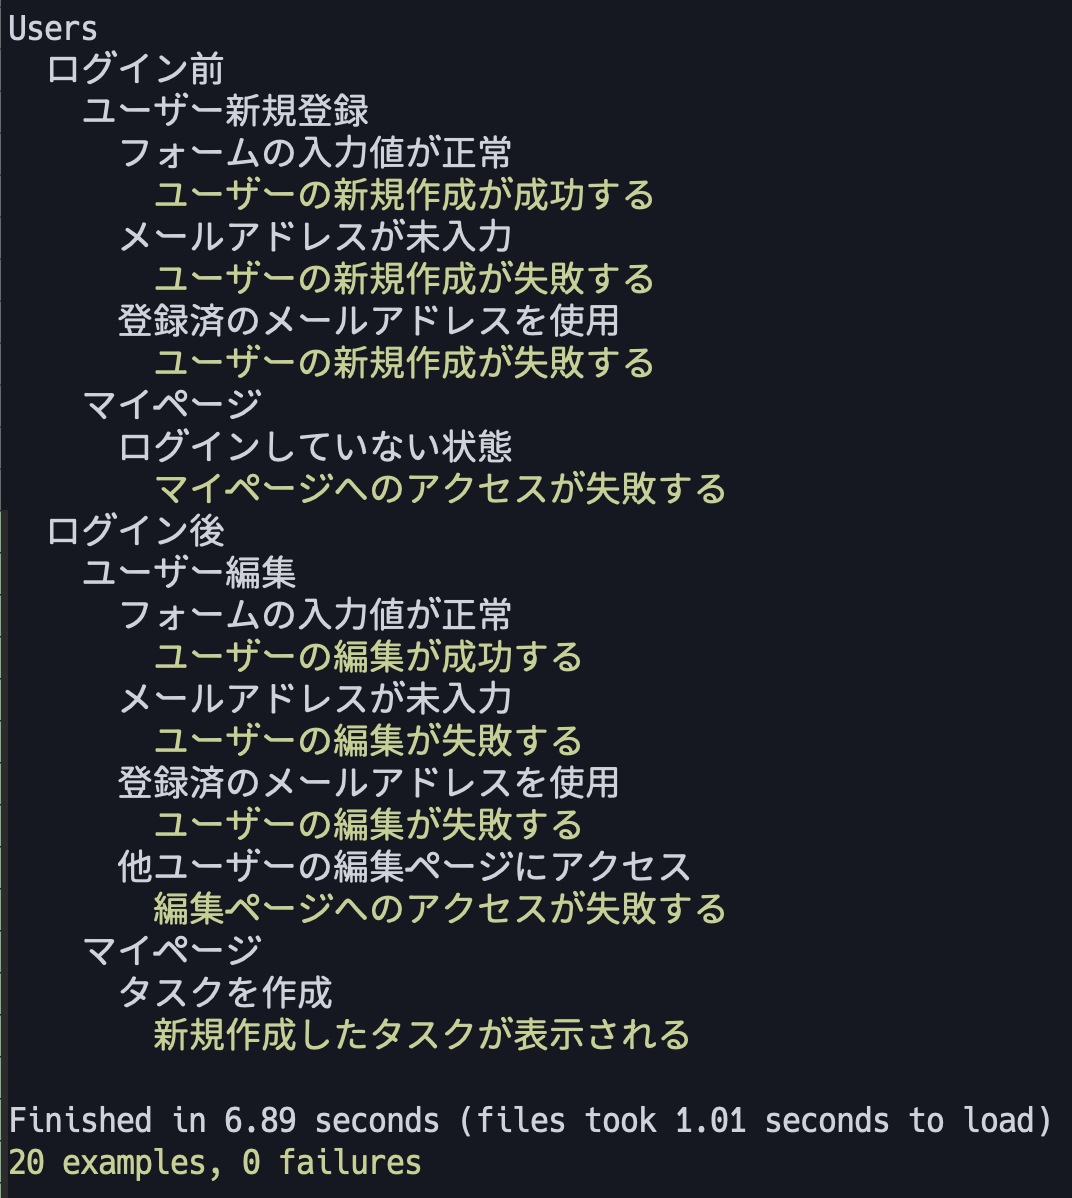 Users
ログイン前
ユーザー新規登録
フォームの入力値が正常
ユーザーの新規作成が成功する
メールアドレスが未入力
ユーザーの新規作成が失敗する
登録済のメールアドレスを使用
ユーザーの新規作成が失敗する
マイページ
ログインしていない状態
マイページへのアクセスが失敗する
ログイン後
ユーザー編集
フォームの入力値が正常
ユーザーの編集が成功する
メールアドレスが未入力
ユーザーの編集が失敗する
登録済のメールアドレスを使用
ユーザーの編集が失敗する
他ユーザーの編集ページにアクセス
編集ページへのアクセスが失敗する
マイページ
タスクを作成
新規作成したタスクが表示される
Finished in 6.89 seconds (files took 1.01 seconds to load)
20 examples, 0 failures